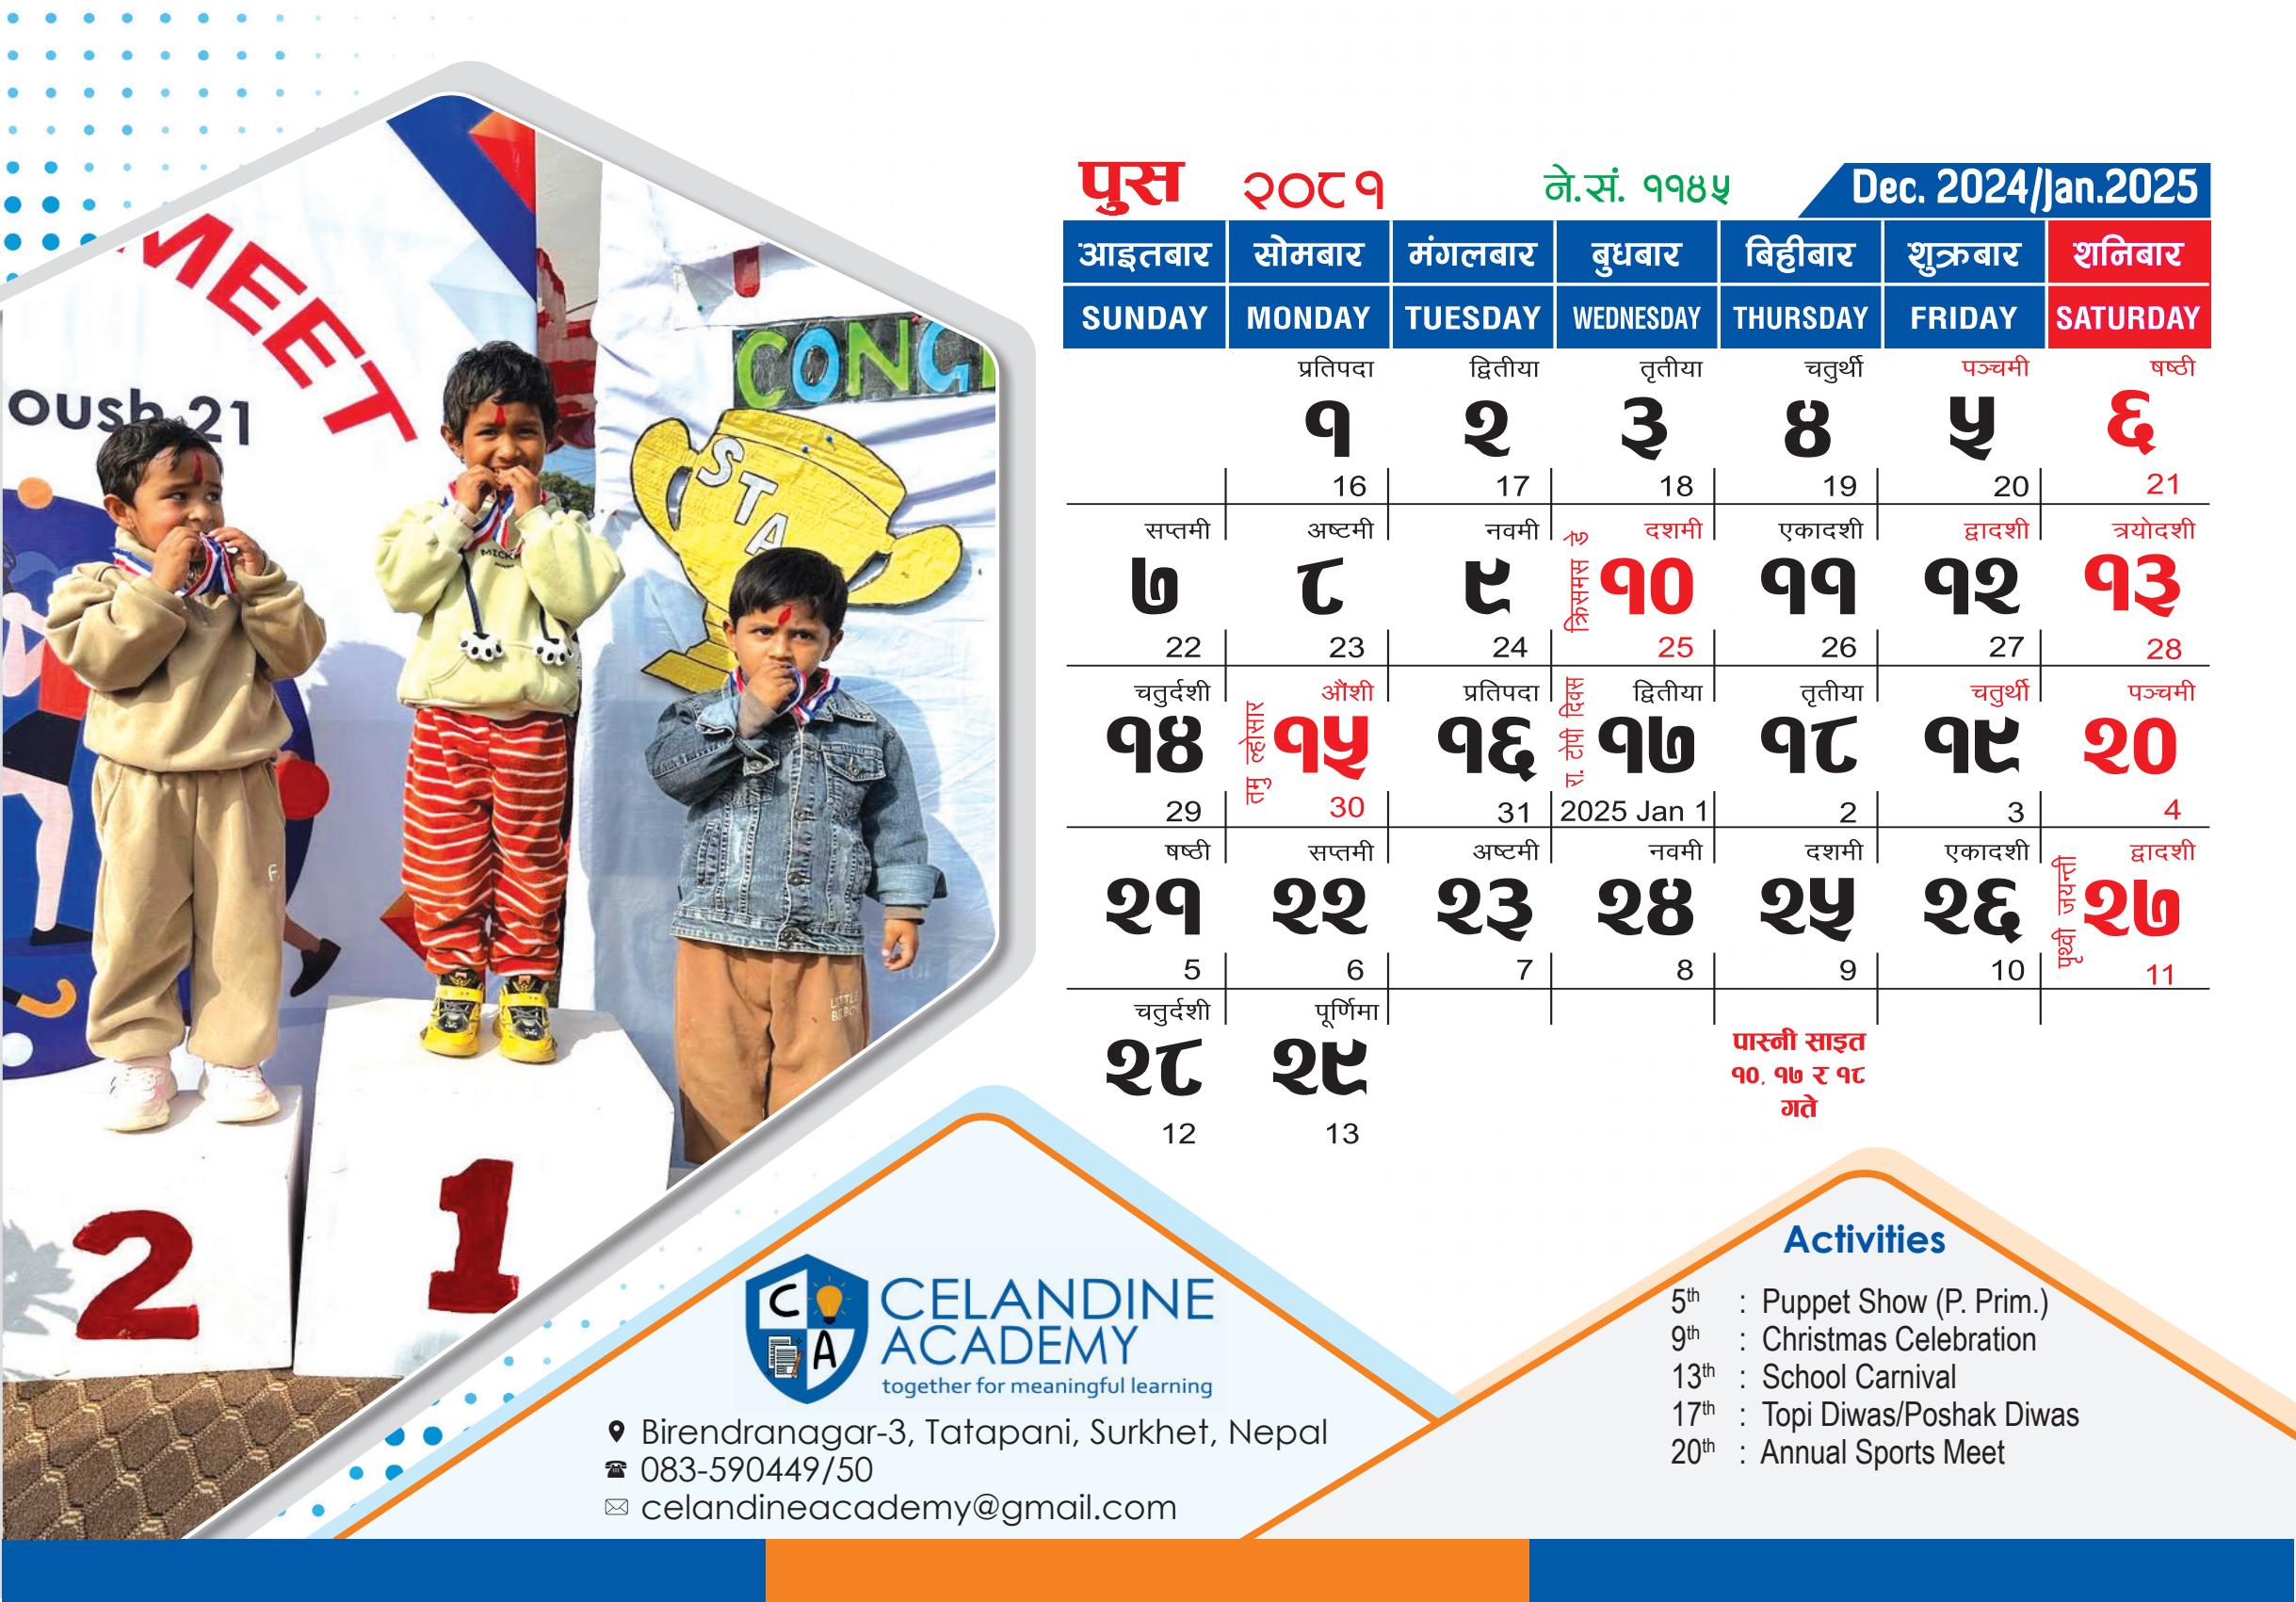 MEET
oush 21
CONG
STA
MICKEY
F.
LITTLE
2
1
पुस २०८१ ने.सं. ११४५ Dec. 2024/Jan.2025
आइतबार सोमबार मंगलबार बुधबार बिहीबार शुक्रबार शनिबार
SUNDAY MONDAY TUESDAY WEDNESDAY THURSDAY FRIDAY SATURDAY
प्रतिपदा द्वितीया तृतीया चतुर्थी पञ्चमी षष्ठी
१ २ ३ ४ ५ ६
16 17 18 19 20 21
सप्तमी अष्टमी नवमी दशमी एकादशी द्वादशी त्रयोदशी
क्रिसमस डे
७ ८ ९ १० ११ १२ १३
22 23 24 25 26 27 28
चतुर्दशी औंशी प्रतिपदा द्वितीया तृतीया चतुर्थी पञ्चमी
तमु ल्होसार
रा. टोपी दिवस
१४ १५ १६ १७ १८ १९ २०
29 30 31 2025 Jan 1 2 3 4
षष्ठी सप्तमी अष्टमी नवमी दशमी एकादशी द्वादशी
पृथ्वी जयन्ती
२१ २२ २३ २४ २५ २६ २७
5 6 7 8 9 10 11
चतुर्दशी पूर्णिमा
२८ २९
12 13
पास्नी साइत
१०, १७ र १८
गते
C
A
CELANDINE
ACADEMY
together for meaningful learning
Birendranagar-3, Tatapani, Surkhet, Nepal
083-590449/50
celandineacademy@gmail.com
Activities
5th : Puppet Show (P. Prim.)
9th : Christmas Celebration
13th : School Carnival
17th : Topi Diwas/Poshak Diwas
20th : Annual Sports Meet